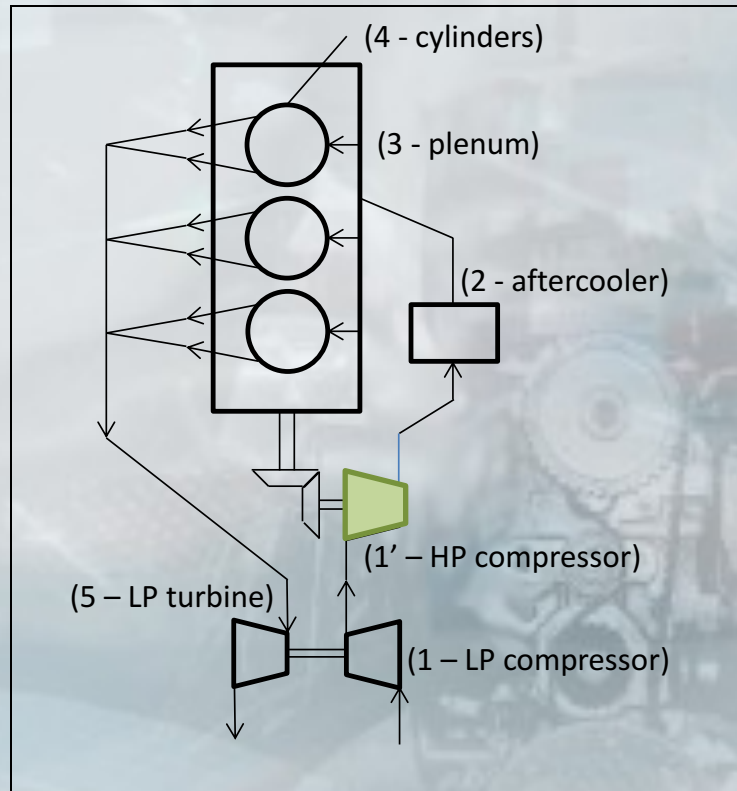 (4 - cylinders)
(3 - plenum)
(2 - aftercooler)
(1’ – HP compressor)
(5 – LP turbine)
(1 – LP compressor)